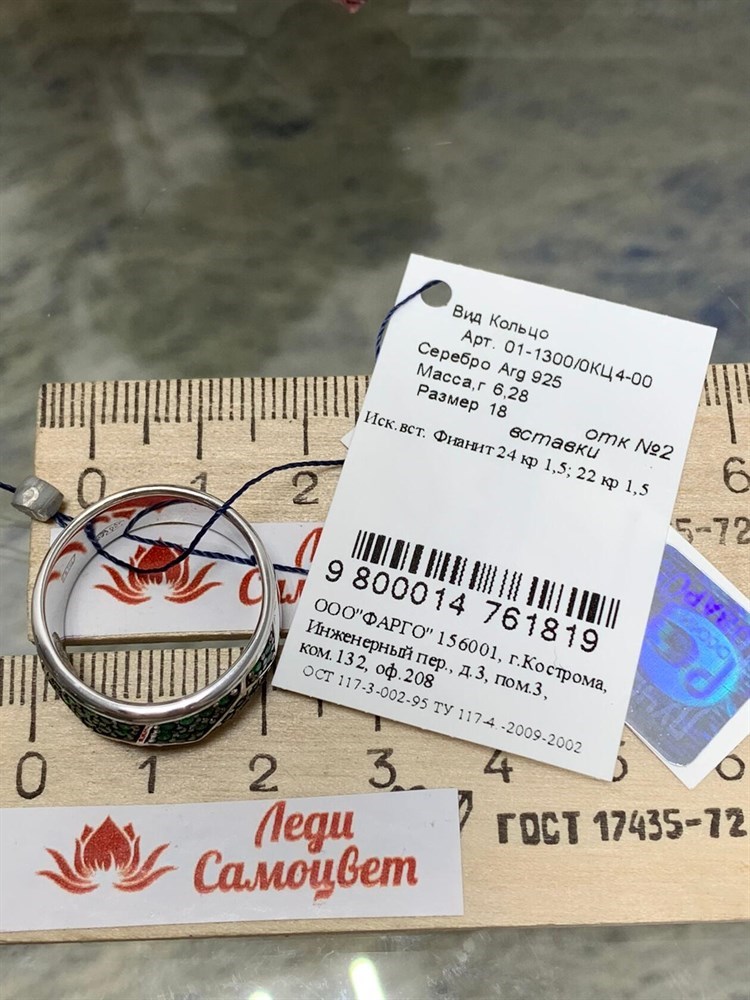 Вид Кольцо
Арт. 01-1300/0КЦ4-00
Серебро Arg 925
Масса,г 6,28
Размер 18
отк №2
вставки
Иск.вст. Фианит 24 кр 1,5; 22 кр 1,5
9 800014 761819
ООО"ФАРГО" 156001, г.Кострома,
Инженерный пер., д.3, пом.3,
ком.132, оф.208
ОСТ 117-3-002-95 ТУ 117-4.-2009-2002
0 1 2 6
5-72
0 1 2 3 4 5 6
ГОСТ 17435-72
Леди
Самоцвет